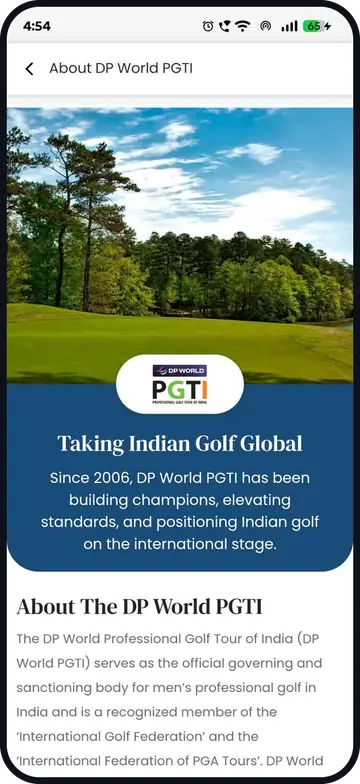 4:54
65
About DP World PGTI
DP WORLD
PGTI
PROFESSIONAL GOLF TOUR OF INDIA
Taking Indian Golf Global
Since 2006, DP World PGTI has been
building champions, elevating
standards, and positioning Indian golf
on the international stage.
About The DP World PGTI
The DP World Professional Golf Tour of India (DP
World PGTI) serves as the official governing and
sanctioning body for men’s professional golf in
India and is a recognized member of the
‘International Golf Federation’ and the
‘International Federation of PGA Tours’. DP World